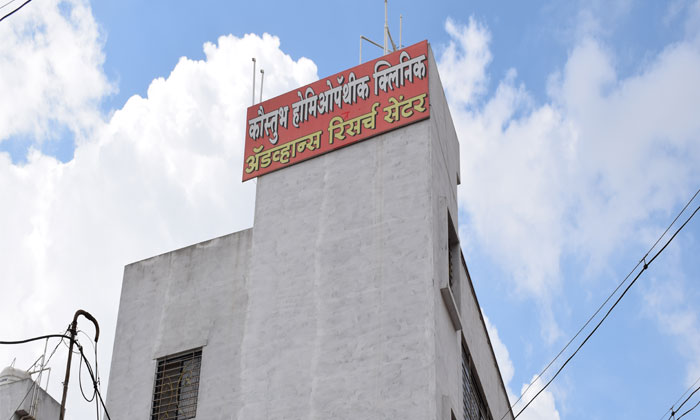 कौस्तुभ होमिओपॅथीक क्लिनिक
ॲडव्हान्स रिसर्च सेंटर